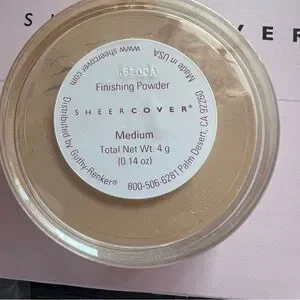 www.sheercover.com
Made in USA
Finishing Powder
SHEERCOVER®
Medium
Total Net Wt. 4 g
(0.14 oz)
Distributed by Guthy-Renker®
800-506-6281 Palm Desert, CA 92260